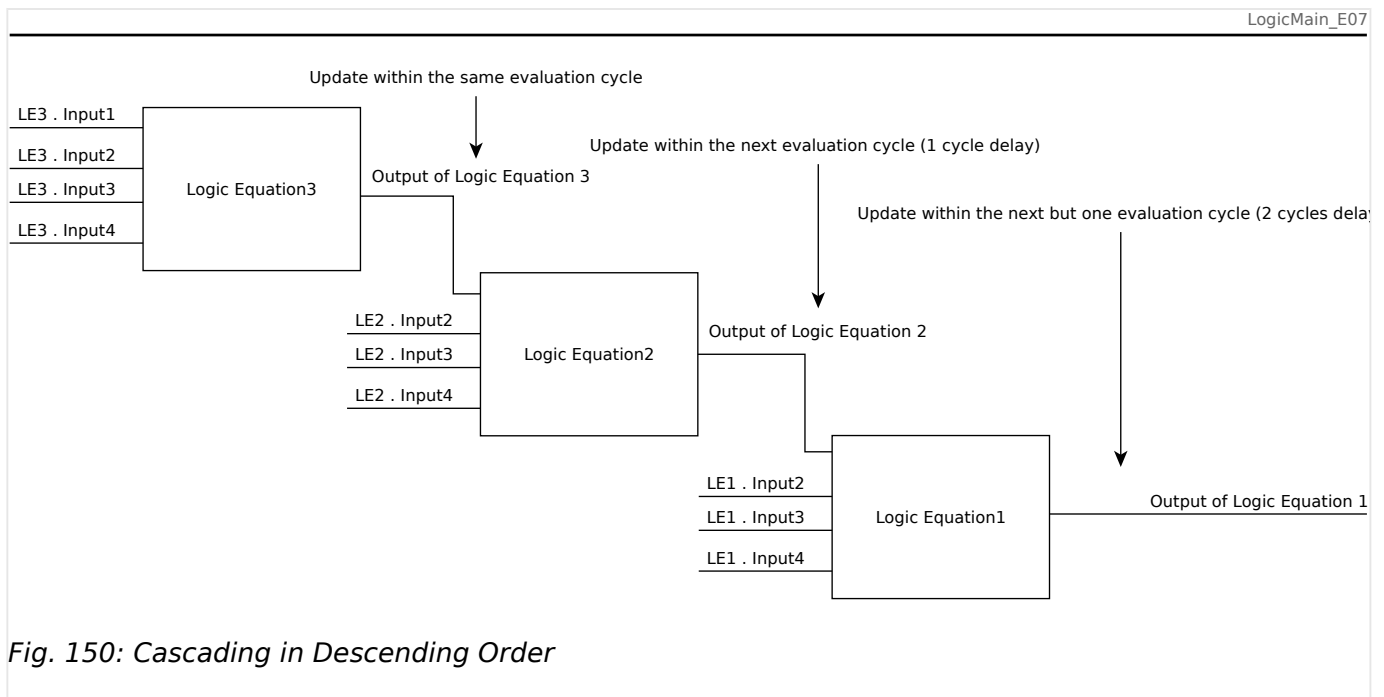 LogicMain_E07
Update within the same evaluation cycle
LE3 . Input1
Update within the next evaluation cycle (1 cycle delay)
LE3 . Input2
Output of Logic Equation 3
LE3 . Input3
Logic Equation3
Update within the next but one evaluation cycle (2 cycles delay
LE3 . Input4
LE2 . Input2
Output of Logic Equation 2
LE2 . Input3
Logic Equation2
LE2 . Input4
LE1 . Input2
Output of Logic Equation 1
LE1 . Input3
Logic Equation1
LE1 . Input4
Fig. 150: Cascading in Descending Order